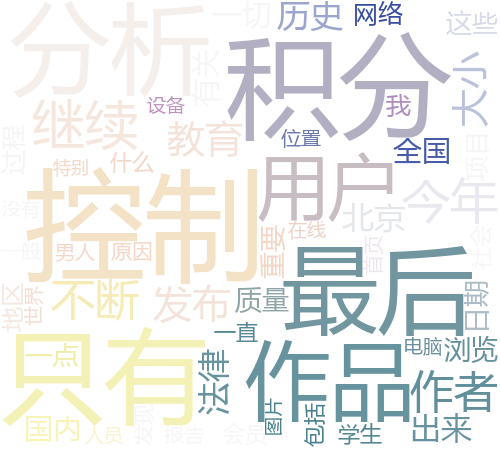 一切
历史
网络
这些
分析
积分
有关
大小
设备
我
继续
教育
位置
全国
过程
什么
特别
用户
项目
控制
今年
没有
北京
在线
一般
男人
原因
重要
首页
社会
最后
地区
世界
不断
发布
质量
日期
只有
一点
一直
作品
电脑
浏览
法律
作者
国内
人员
发现
报告
会员
图片
包括
学生
出来